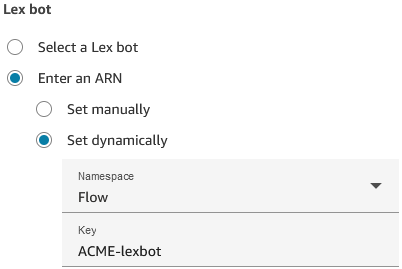 Lex bot
Select a Lex bot
Enter an ARN
Set manually
Set dynamically
Namespace
Flow
Key
ACME-lexbot